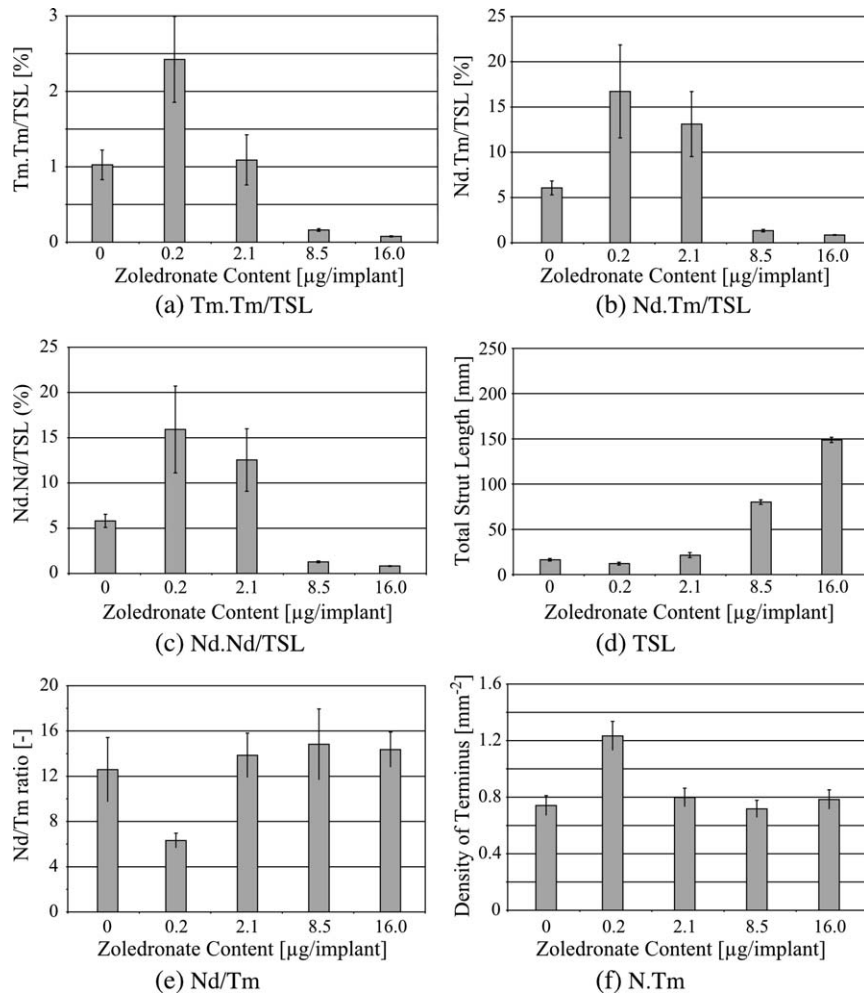 3
2
1
0
Tm.Tm/TSL [%]
0 0.2 2.1 8.5 16.0
Zoledronate Content [µg/implant]
(a) Tm.Tm/TSL
25
20
15
10
5
0
Nd.Tm/TSL [%]
0 0.2 2.1 8.5 16.0
Zoledronate Content [µg/implant]
(b) Nd.Tm/TSL
25
20
15
10
5
0
Nd.Nd/TSL (%)
0 0.2 2.1 8.5 16.0
Zoledronate Content [µg/implant]
(c) Nd.Nd/TSL
250
200
150
100
50
0
Total Strut Length [mm]
0 0.2 2.1 8.5 16.0
Zoledronate Content [µg/implant]
(d) TSL
20
16
12
8
4
0
Nd/Tm ratio [-]
0 0.2 2.1 8.5 16.0
Zoledronate Content [µg/implant]
(e) Nd/Tm
1.6
1.2
0.8
0.4
0
Density of Terminus [mm⁻²]
0 0.2 2.1 8.5 16.0
Zoledronate Content [µg/implant]
(f) N.Tm